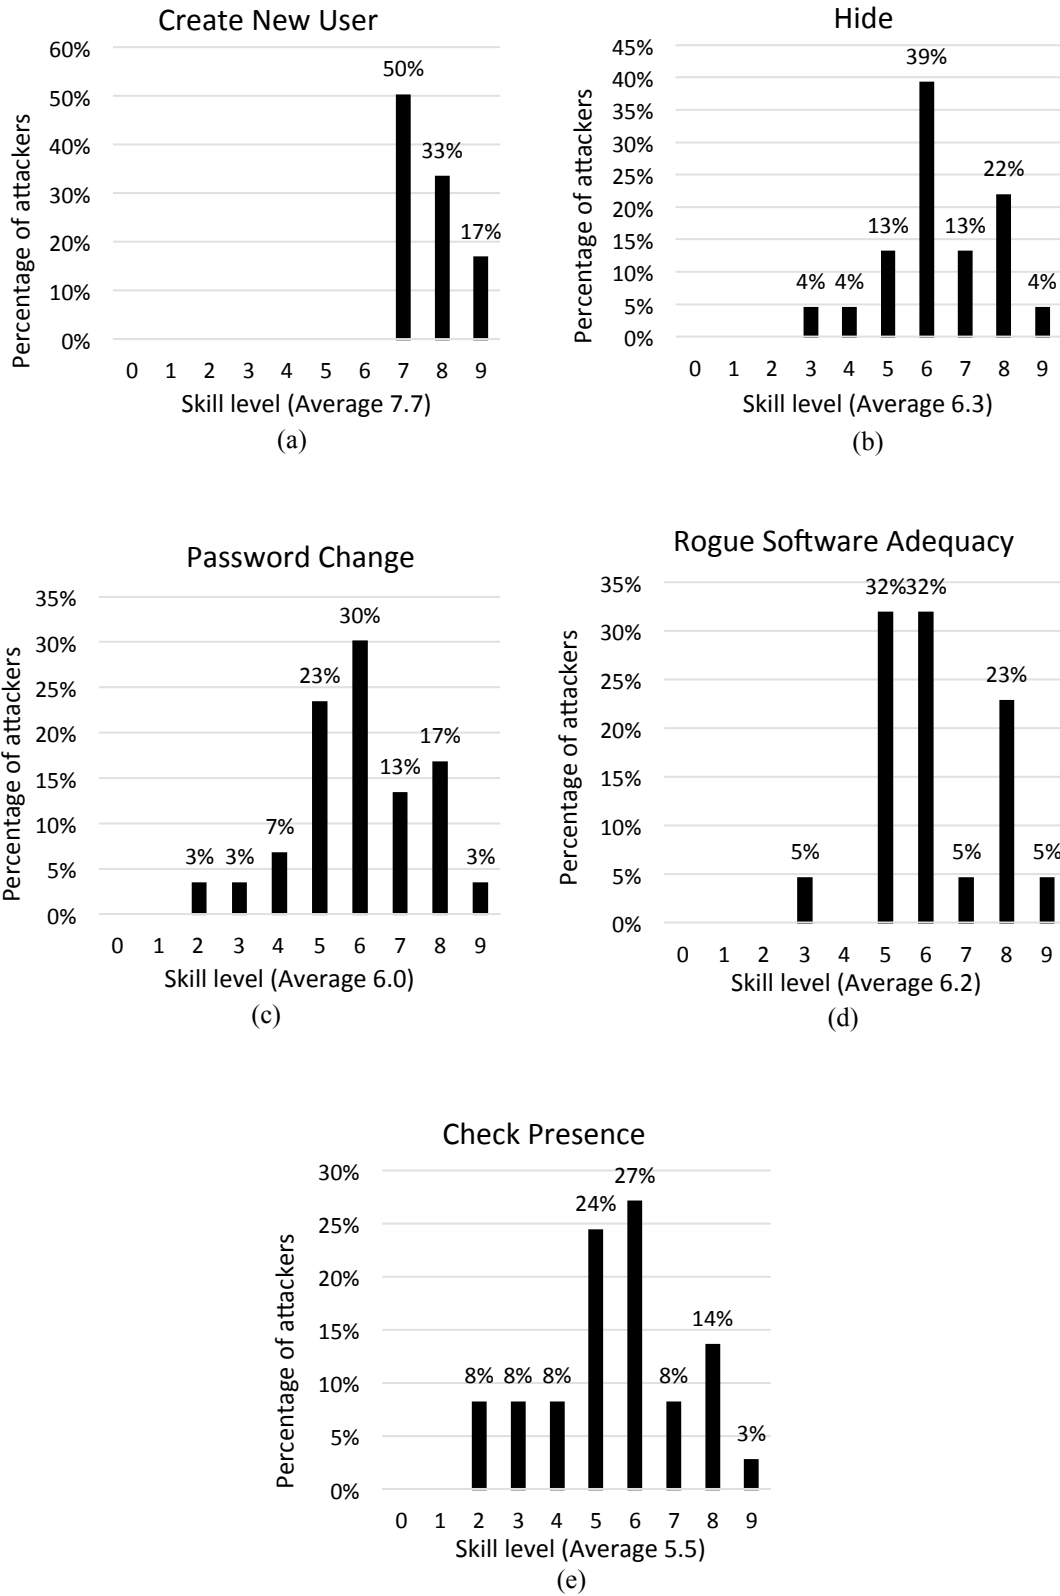 Create New User
60%
50%
40%
30%
20%
10%
0%
Percentage of attackers
50%
33%
17%
0 1 2 3 4 5 6 7 8 9
Skill level (Average 7.7)
(a)
Hide
45%
40%
35%
30%
25%
20%
15%
10%
5%
0%
Percentage of attackers
4% 4% 13% 39% 13% 22% 4%
0 1 2 3 4 5 6 7 8 9
Skill level (Average 6.3)
(b)
Password Change
35%
30%
25%
20%
15%
10%
5%
0%
Percentage of attackers
3% 3% 7% 23% 30% 13% 17% 3%
0 1 2 3 4 5 6 7 8 9
Skill level (Average 6.0)
(c)
Rogue Software Adequacy
35%
30%
25%
20%
15%
10%
5%
0%
Percentage of attackers
5% 32% 32% 5% 23% 5%
0 1 2 3 4 5 6 7 8 9
Skill level (Average 6.2)
(d)
Check Presence
30%
25%
20%
15%
10%
5%
0%
Percentage of attackers
8% 8% 8% 24% 27% 8% 14% 3%
0 1 2 3 4 5 6 7 8 9
Skill level (Average 5.5)
(e)